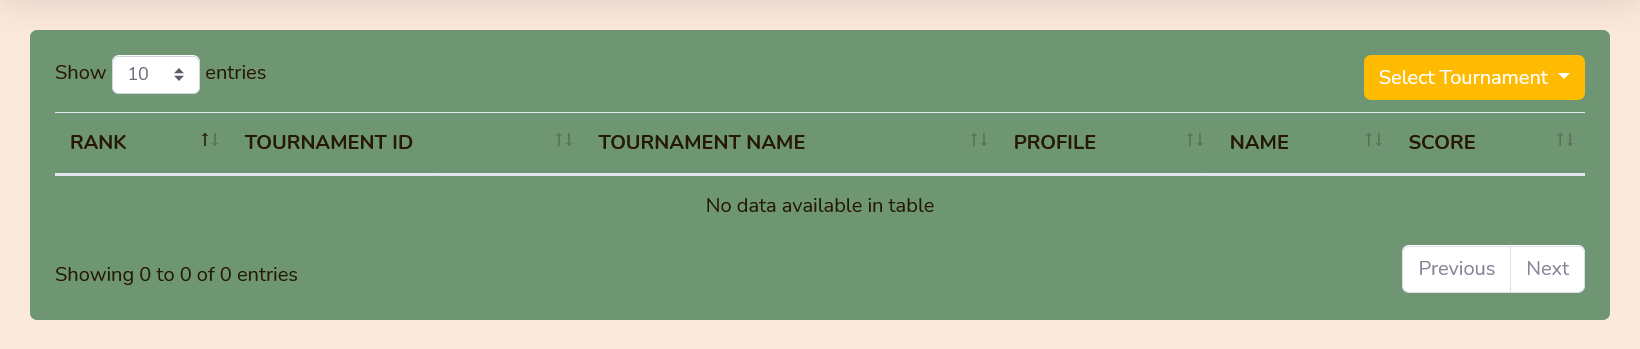 Show 10 entries
Select Tournament
RANK TOURNAMENT ID TOURNAMENT NAME PROFILE NAME SCORE
No data available in table
Showing 0 to 0 of 0 entries
Previous Next